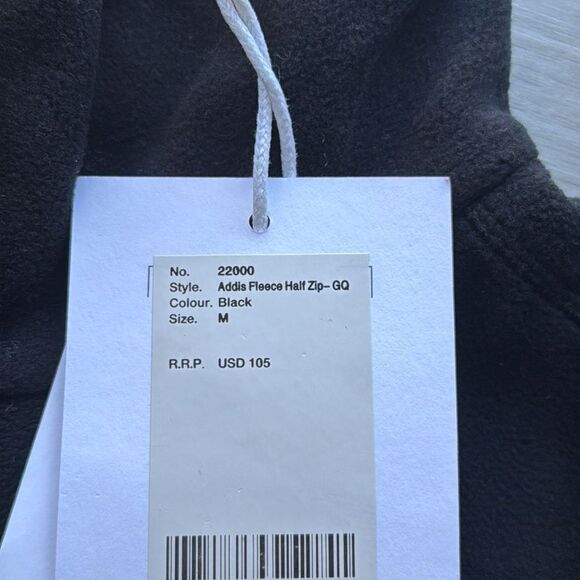 No. 22000
Style. Addis Fleece Half Zip- GQ
Colour. Black
Size. M
R.R.P. USD 105